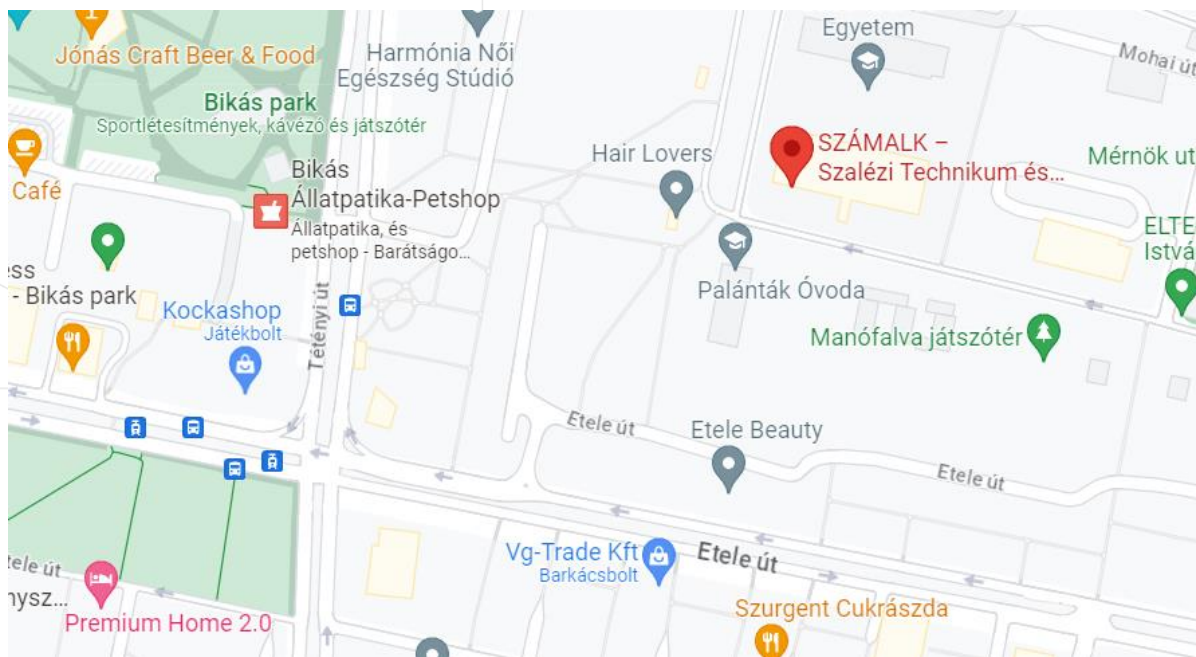 Jónás Craft Beer & Food
Harmónia Női
Egészség Stúdió
Egyetem
Mohai út
Bikás park
Sportlétesítmények, kávézó és játszótér
Café
Bikás
Állatpatika-Petshop
Állatpatika, és
petshop - Barátságo...
Hair Lovers
SZÁMALK –
Szalézi Technikum és...
Mérnök ut
ELTE
Istvá
ess
- Bikás park
Kockashop
Játékbolt
Tétényi út
Palánták Óvoda
Manófalva játszótér
Etele út
Etele Beauty
Etele út
Vg-Trade Kft
Barkácsbolt
Etele út
tele út
nysz...
Premium Home 2.0
Szurgent Cukrászda